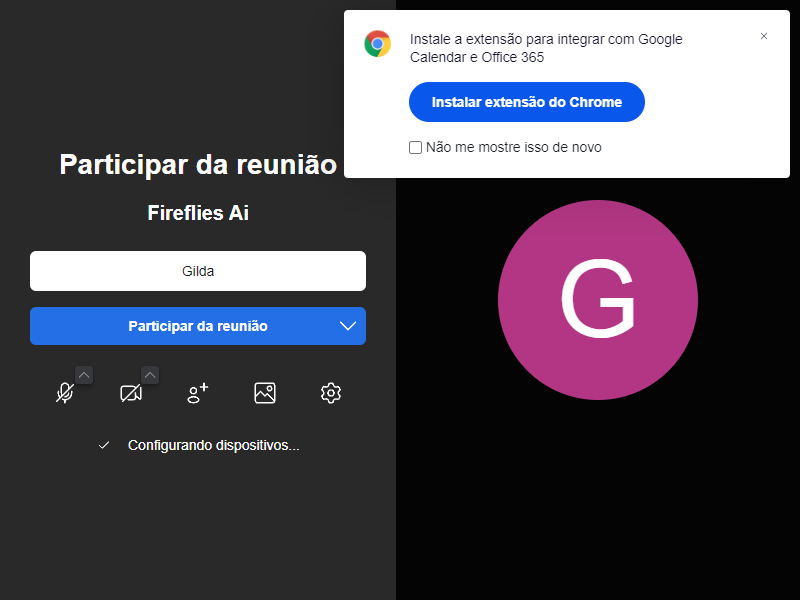 Instale a extensão para integrar com Google
Calendar e Office 365
Instalar extensão do Chrome
Não me mostre isso de novo
Participar da reunião
Fireflies Ai
Gilda
Participar da reunião
Configurando dispositivos...
G